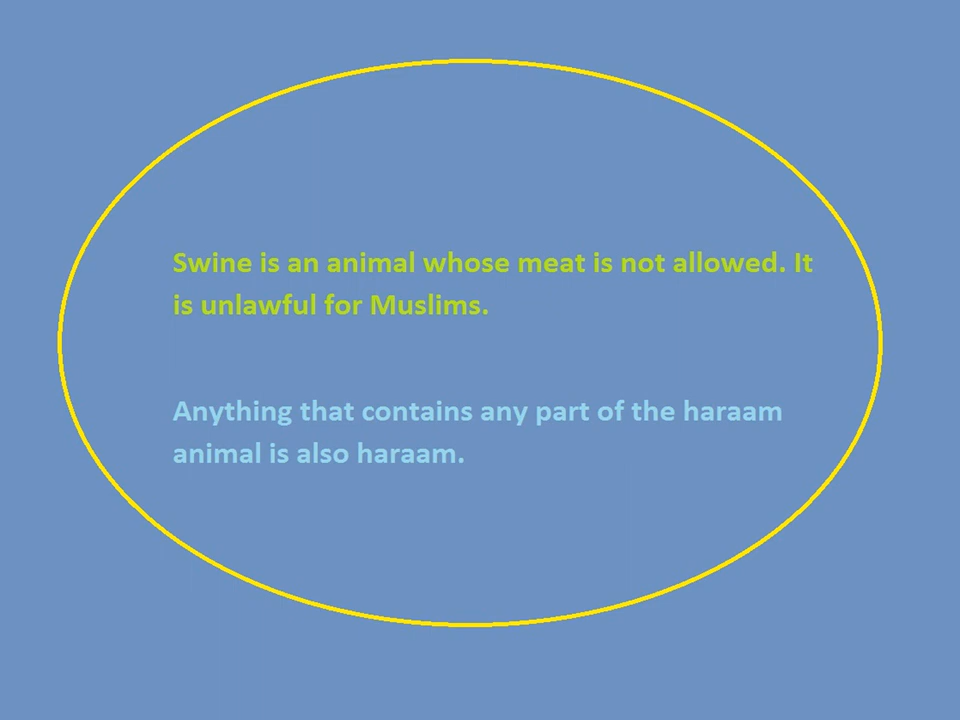 Swine is an animal whose meat is not allowed. It
is unlawful for Muslims.
Anything that contains any part of the haraam
animal is also haraam.